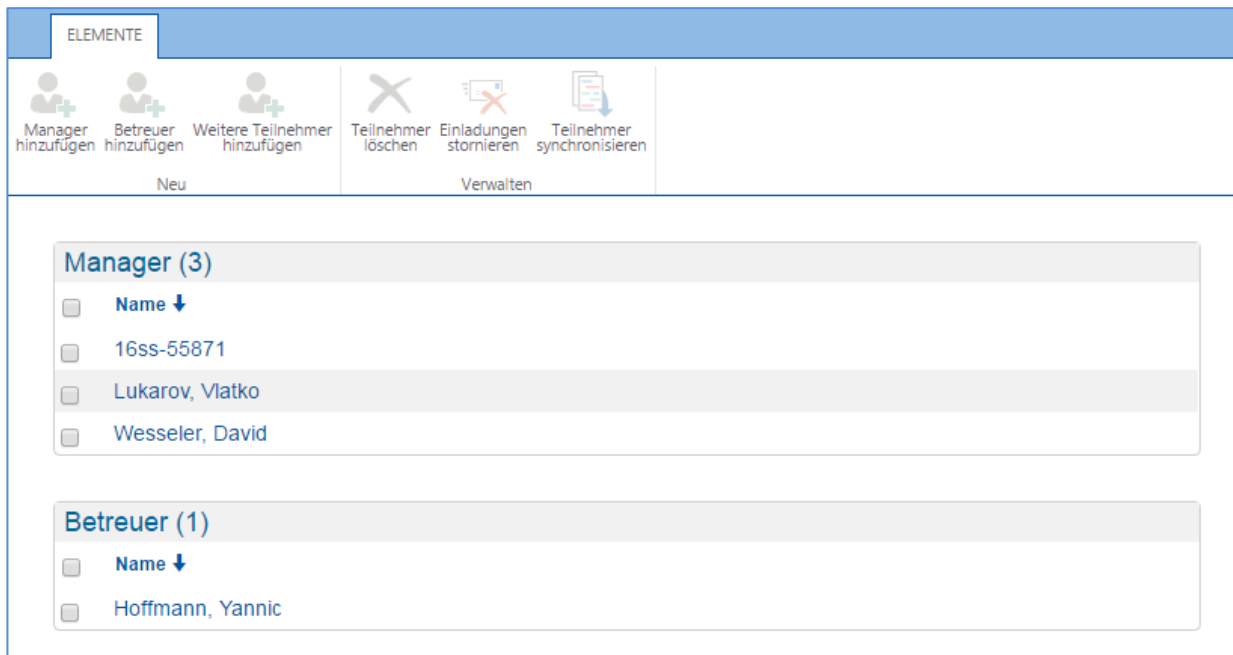 ELEMENTE
Manager hinzufügen
Betreuer hinzufügen
Weitere Teilnehmer hinzufügen
Teilnehmer löschen
Einladungen stornieren
Teilnehmer synchronisieren
Neu
Verwalten
Manager (3)
Name
16ss-55871
Lukarov, Vlatko
Wesseler, David
Betreuer (1)
Name
Hoffmann, Yannic